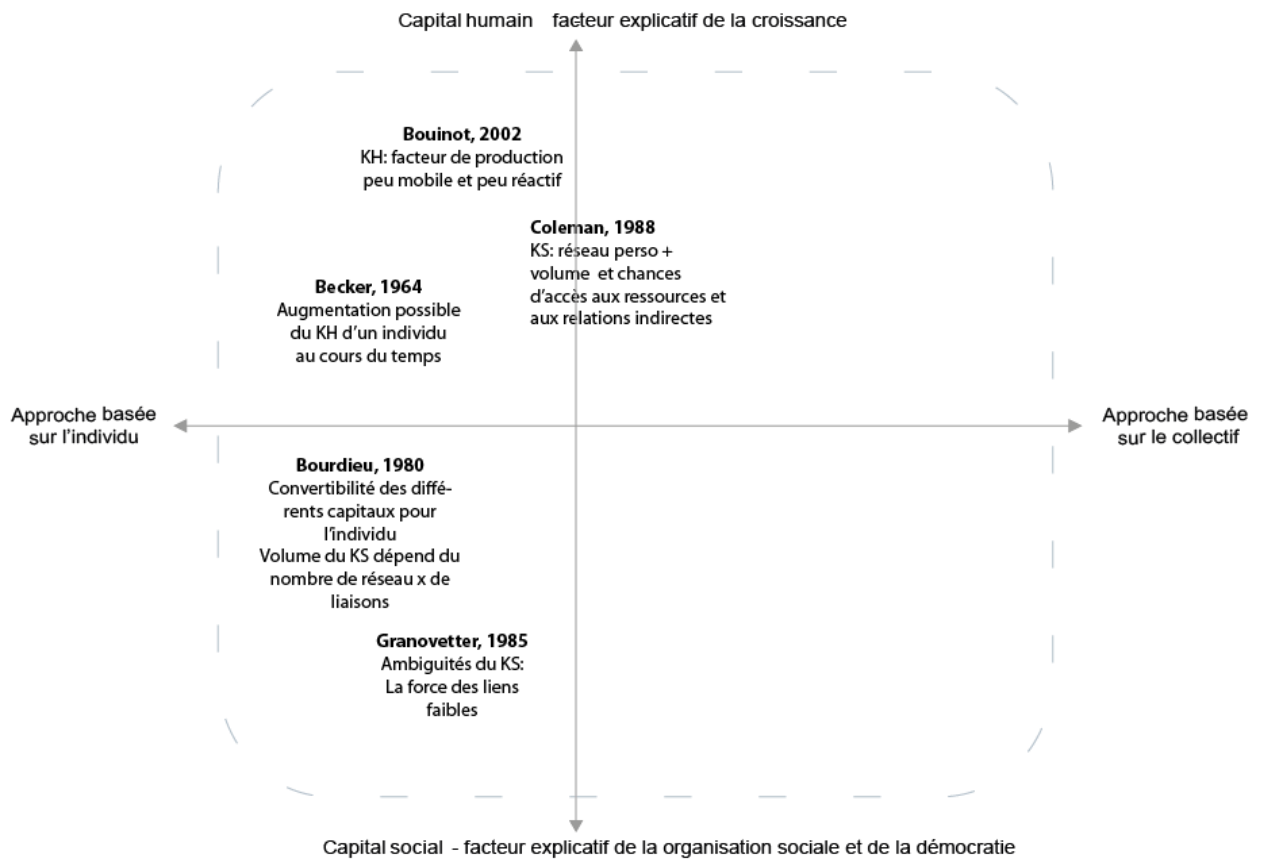 Capital humain facteur explicatif de la croissance
Bouinot, 2002
KH: facteur de production
peu mobile et peu réactif
Coleman, 1988
KS: réseau perso +
volume et chances
d'accès aux ressources et
aux relations indirectes
Becker, 1964
Augmentation possible
du KH d'un individu
au cours du temps
Approche basée
sur l'individu
Approche basée
sur le collectif
Bourdieu, 1980
Convertibilité des diffé-
rents capitaux pour
l'individu
Volume du KS dépend du
nombre de réseau x de
liaisons
Granovetter, 1985
Ambiguités du KS:
La force des liens
faibles
Capital social - facteur explicatif de la organisation sociale et de la démocratie